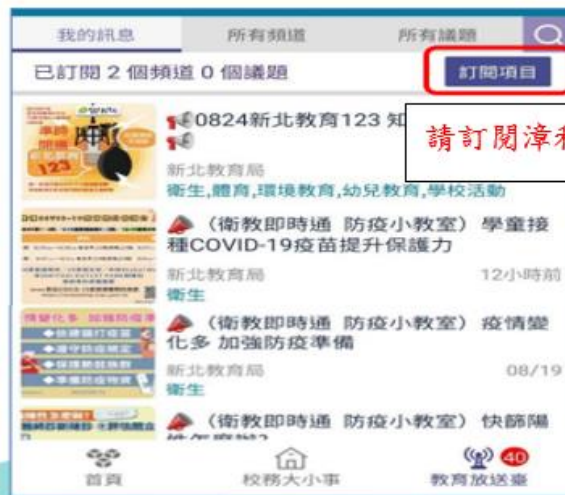 我的訊息 所有頻道 所有議題
已訂閱 2 個頻道 0 個議題 訂閱項目
請訂閱漳和
0824新北教育123 知
新北教育局
衛生,體育,環境教育,幼兒教育,學校活動
(衛教即時通 防疫小教室) 學童接
種COVID-19疫苗提升保護力
新北教育局 12小時前
衛生
(衛教即時通 防疫小教室) 疫情變
化多 加強防疫準備
新北教育局 08/19
衛生
(衛教即時通 防疫小教室) 快篩陽
40
首頁 校務大小事 教育放送臺